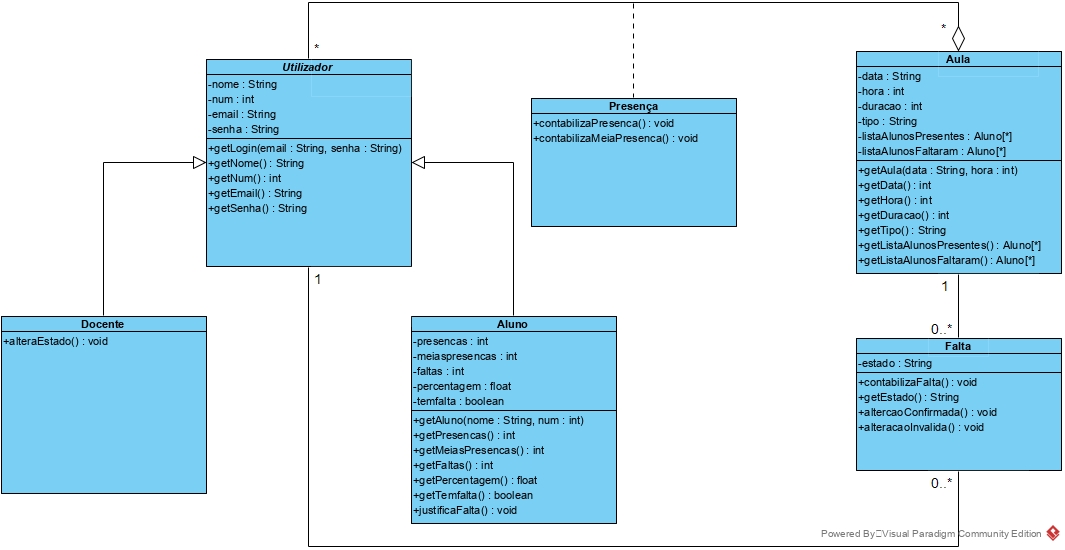 *
*
Utilizador
-nome : String
-num : int
-email : String
-senha : String
+getLogin(email : String, senha : String)
+getNome() : String
+getNum() : int
+getEmail() : String
+getSenha() : String
1
Presença
+contabilizaPresenca() : void
+contabilizaMeiaPresenca() : void
Aula
-data : String
-hora : int
-duracao : int
-tipo : String
-listaAlunosPresentes : Aluno[*]
-listaAlunosFaltaram : Aluno[*]
+getAula(data : String, hora : int)
+getData() : int
+getHora() : int
+getDuracao() : int
+getTipo() : String
+getListaAlunosPresentes() : Aluno[*]
+getListaAlunosFaltaram() : Aluno[*]
1
0..*
Docente
+alteraEstado() : void
Aluno
-presencas : int
-meiaspresencas : int
-faltas : int
-percentagem : float
-temfalta : boolean
+getAluno(nome : String, num : int)
+getPresencas() : int
+getMeiasPresencas() : int
+getFaltas() : int
+getPercentagem() : float
+getTemfalta() : boolean
+justificaFalta() : void
Falta
-estado : String
+contabilizaFalta() : void
+getEstado() : String
+altercaoConfirmada() : void
+alteracaoInvalida() : void
0..*
Powered By Visual Paradigm Community Edition